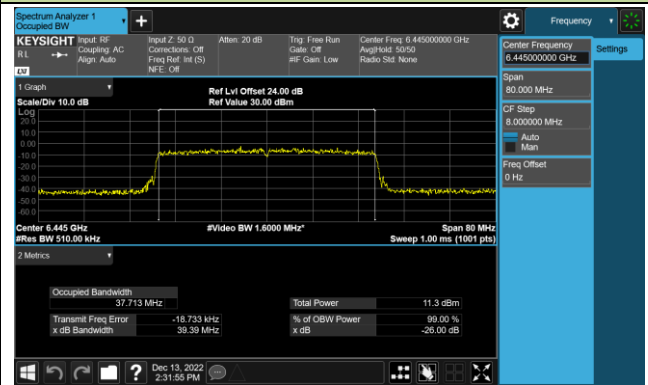 Spectrum Analyzer 1
Occupied BW
Frequency
KEYSIGHT
RL
Input: RF
Coupling: AC
Align: Auto
Input Z: 50 Ω
Corrections: Off
Freq Ref: Int (S)
NFE: Off
Atten: 20 dB
Trig: Free Run
Gate: Off
#IF Gain: Low
Center Freq: 6.445000000 GHz
Avg|Hold: 50/50
Radio Std: None
Center Frequency
6.445000000 GHz
Settings
Span
80.000 MHz
CF Step
8.000000 MHz
Auto
Man
Freq Offset
0 Hz
1 Graph
Scale/Div 10.0 dB
Ref Lvl Offset 24.00 dB
Ref Value 30.00 dBm
Log
20.0
10.0
0.00
-10.0
-20.0
-30.0
-40.0
-50.0
-60.0
Center 6.445 GHz
#Res BW 510.00 kHz
#Video BW 1.6000 MHz*
Span 80 MHz
Sweep 1.00 ms (1001 pts)
2 Metrics
Occupied Bandwidth
37.713 MHz
Total Power 11.3 dBm
Transmit Freq Error -18.733 kHz
% of OBW Power 99.00 %
x dB Bandwidth 39.39 MHz
x dB -26.00 dB
?
Dec 13, 2022
2:31:55 PM